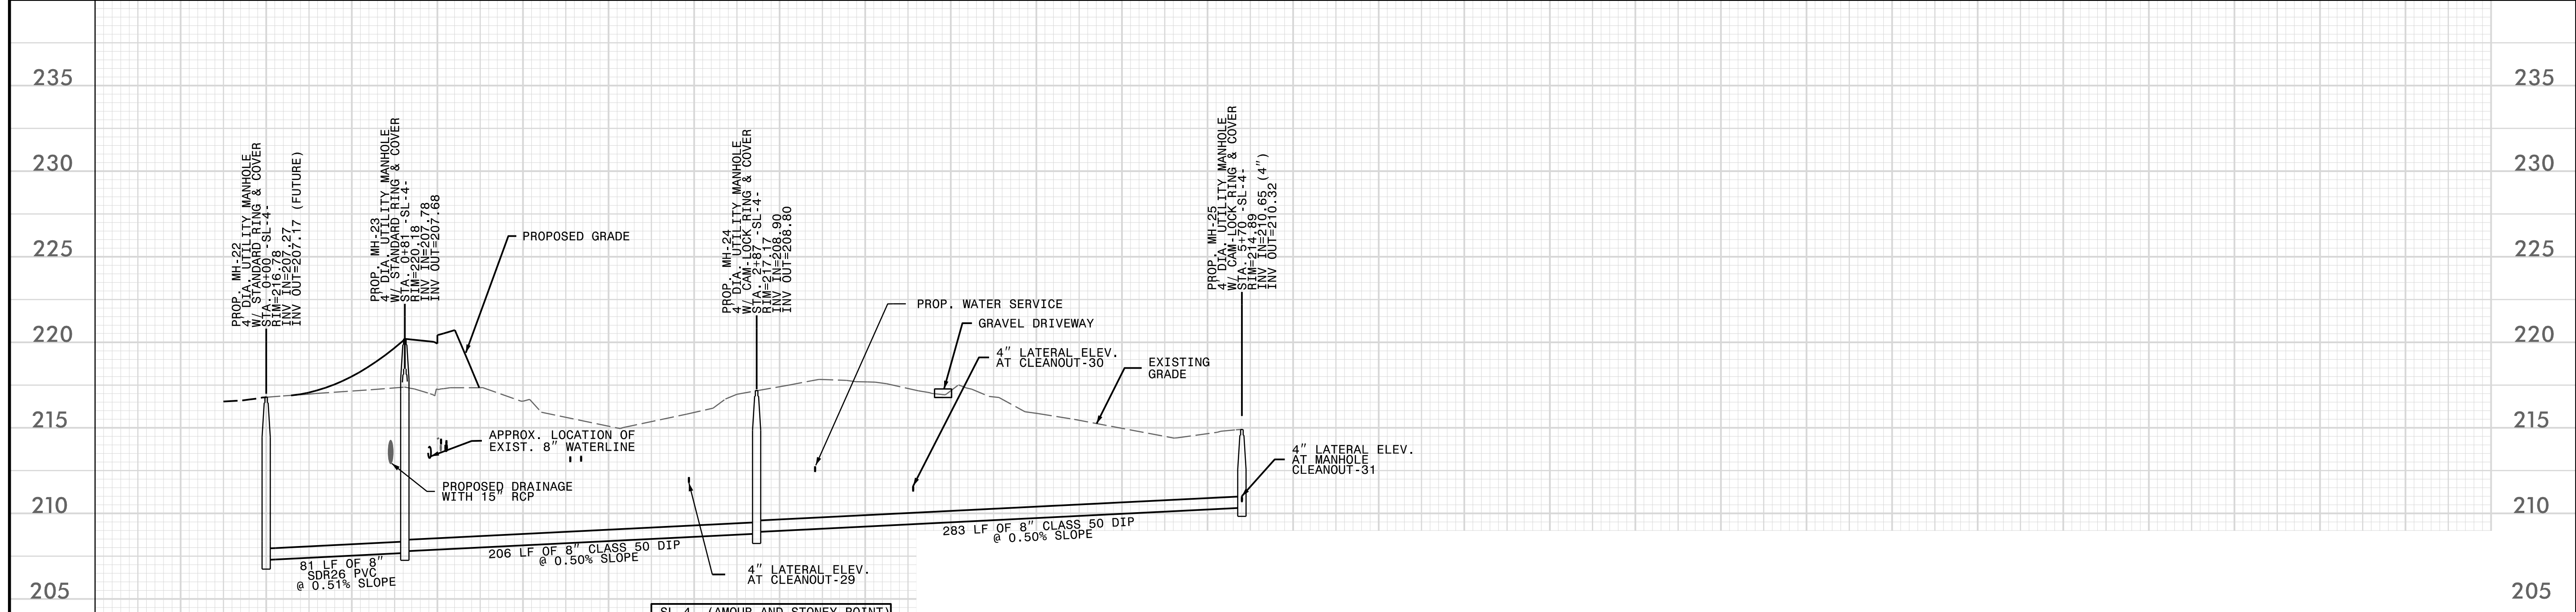 235
230
225
220
215
210
205
235
230
225
220
215
210
205
PROP. MH-22
4' DIA. UTILITY MANHOLE
W/ STANDARD RING & COVER
STA. 0+00 -SL-4-
RIM=216.78
INV IN=207.27
INV OUT=207.17 (FUTURE)
PROP. MH-23
4' DIA. UTILITY MANHOLE
W/ STANDARD RING & COVER
STA. 0+81 -SL-4-
RIM=220.18
INV IN=207.78
INV OUT=207.68
PROPOSED GRADE
PROP. MH-24
4' DIA. UTILITY MANHOLE
W/ CAM-LOCK RING & COVER
STA. 2+87 -SL-4-
RIM=217.17
INV IN=208.90
INV OUT=208.80
PROP. WATER SERVICE
GRAVEL DRIVEWAY
4" LATERAL ELEV.
AT CLEANOUT-30
EXISTING
GRADE
PROP. MH-25
4' DIA. UTILITY MANHOLE
W/ CAM-LOCK RING & COVER
STA. 5+70 -SL-4-
RIM=214.89
INV IN=210.65 (4")
INV OUT=210.32
APPROX. LOCATION OF
EXIST. 8" WATERLINE
PROPOSED DRAINAGE
WITH 15" RCP
4" LATERAL ELEV.
AT MANHOLE
CLEANOUT-31
81 LF OF 8"
SDR26 PVC
@ 0.51% SLOPE
206 LF OF 8" CLASS 50 DIP
@ 0.50% SLOPE
283 LF OF 8" CLASS 50 DIP
@ 0.50% SLOPE
4" LATERAL ELEV.
AT CLEANOUT-29
SL-4- (AMOUR AND STONEY POINT)